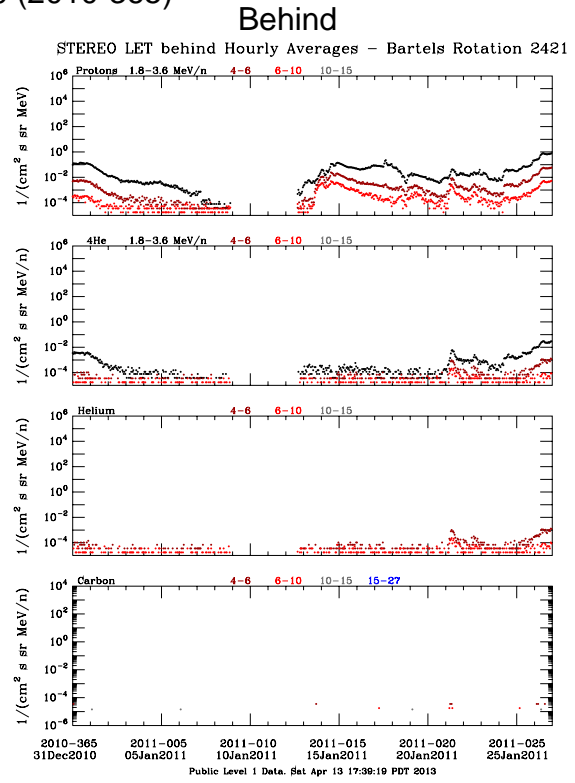 (2010-365)
Behind
STEREO LET behind Hourly Averages – Bartels Rotation 2421
Protons 1.8–3.6 MeV/n 4–6 6–10 10–15
10^6
10^4
10^2
10^0
10^-2
10^-4
1/(cm^2 s sr MeV)
4He 1.8–3.6 MeV/n 4–6 6–10 10–15
10^6
10^4
10^2
10^0
10^-2
10^-4
1/(cm^2 s sr MeV/n)
Helium 4–6 6–10 10–15
10^6
10^4
10^2
10^0
10^-2
10^-4
1/(cm^2 s sr MeV/n)
Carbon 4–6 6–10 10–15 15–27
10^4
10^2
10^0
10^-2
10^-4
10^-6
1/(cm^2 s sr MeV/n)
2010–365 2011–005 2011–010 2011–015 2011–020 2011–025
31Dec2010 05Jan2011 10Jan2011 15Jan2011 20Jan2011 25Jan2011
Public Level 1 Data. Sat Apr 13 17:39:19 PDT 2013